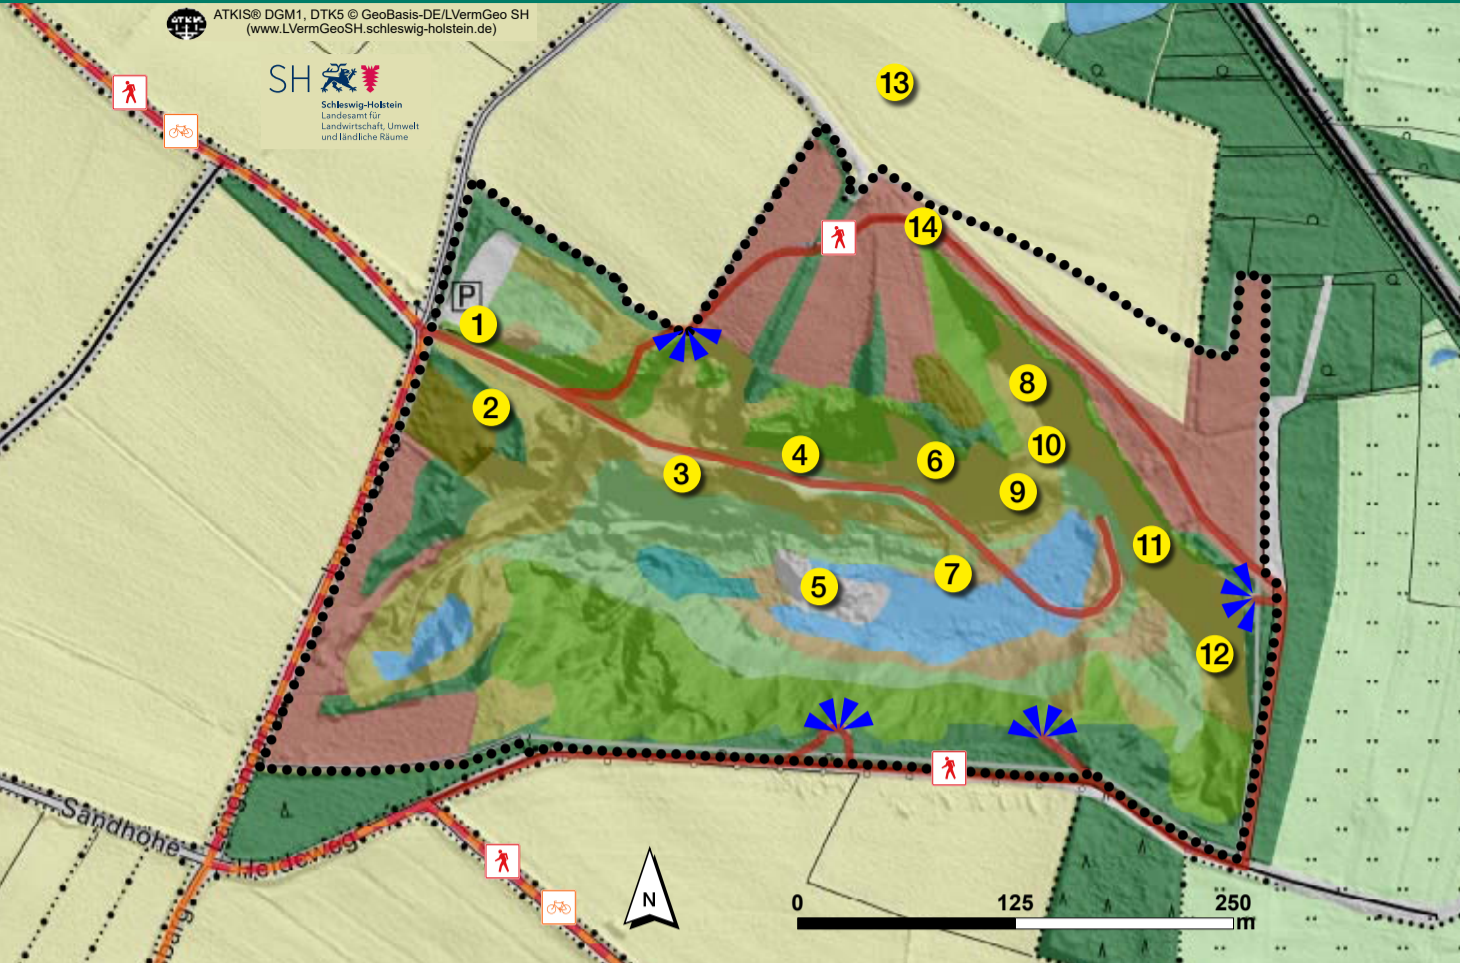 ATKIS® DGM1, DTK5 © GeoBasis-DE/LVermGeo SH
(www.LVermGeoSH.schleswig-holstein.de)
SH
Schleswig-Holstein
Landesamt für
Landwirtschaft, Umwelt
und ländliche Räume
13
14
P
1
8
2
10
4
6
3
9
11
7
5
12
Sandhöhe
Heideweg
N
0 125 250
m